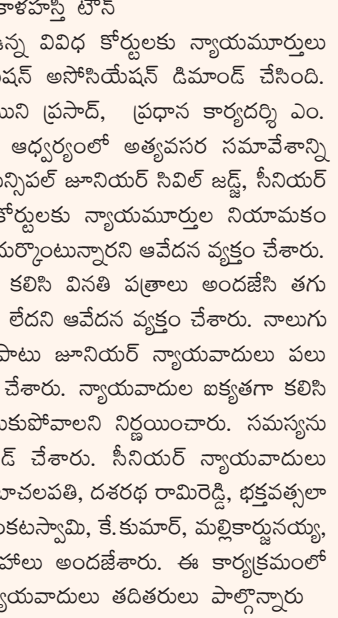 కాళహస్తి టౌన్
ఉన్న వివిధ కోర్టులకు న్యాయమూర్తులు
షన్ అసోసియేషన్ డిమాండ్ చేసింది.
ముని ప్రసాద్, ప్రధాన కార్యదర్శి ఎం.
ఆధ్వర్యంలో అత్యవసర సమావేశాన్ని
న్సిపల్ జూనియర్ సివిల్ జడ్జ్, సీనియర్
కోర్టులకు న్యాయమూర్తుల నియామకం
దుర్కొంటున్నారని ఆవేదన వ్యక్తం చేశారు.
కలిసి వినతి పత్రాలు అందజేసి తగు
లేదని ఆవేదన వ్యక్తం చేశారు. నాలుగు
పాటు జూనియర్ న్యాయవాదులు పలు
చేశారు. న్యాయవాదుల ఐక్యతగా కలిసి
ుకుపోవాలని నిర్ణయించారు. సమస్యను
డ్ చేశారు. సీనియర్ న్యాయవాదులు
ాచలపతి, దశరథ రామిరెడ్డి, భక్తవత్సలా
ంకటస్వామి, కే.కుమార్, మల్లికార్జునయ్య,
హాలు అందజేశారు. ఈ కార్యక్రమంలో
్యాయవాదులు తదితరులు పాల్గొన్నారు